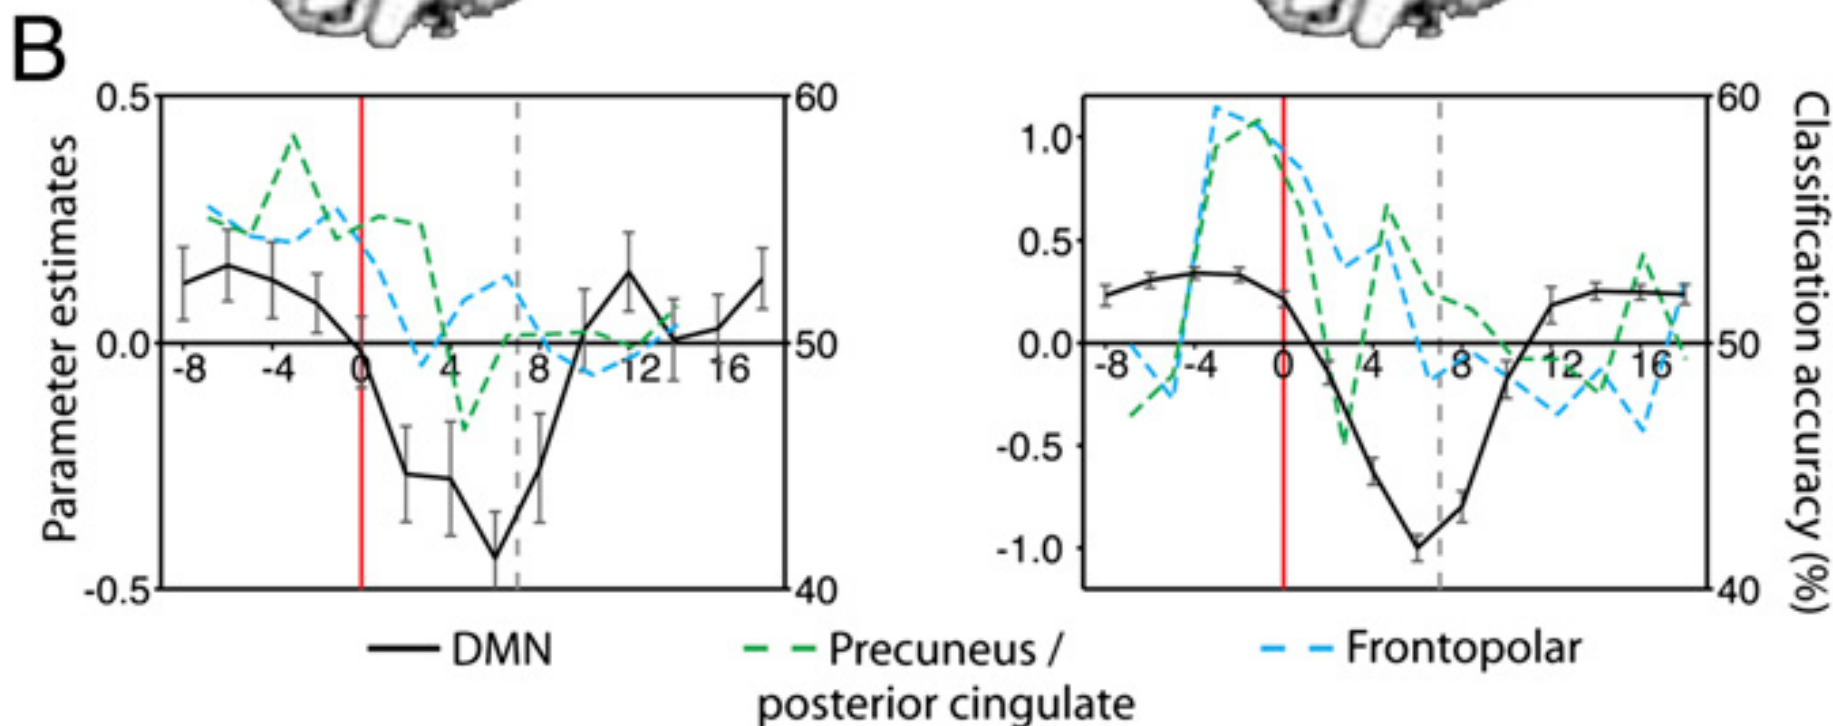 B
0.5
60
0.0
50
-0.5
40
-8 -4 0 4 8 12 16
Parameter estimates
1.0
0.5
0.0
-0.5
-1.0
60
50
40
-8 -4 0 4 8 12 16
Classification accuracy (%)
DMN
Precuneus /
posterior cingulate
Frontopolar